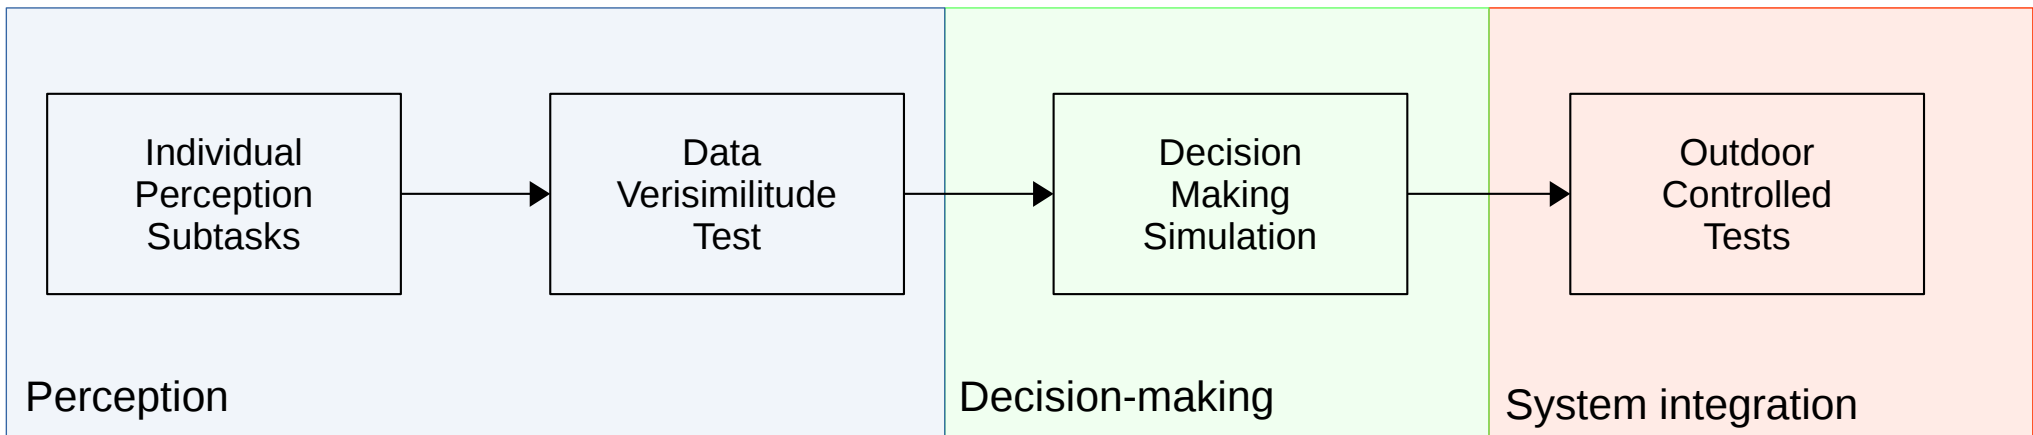 Individual
Perception
Subtasks
Data
Verisimilitude
Test
Decision
Making
Simulation
Outdoor
Controlled
Tests
Perception
Decision-making
System integration